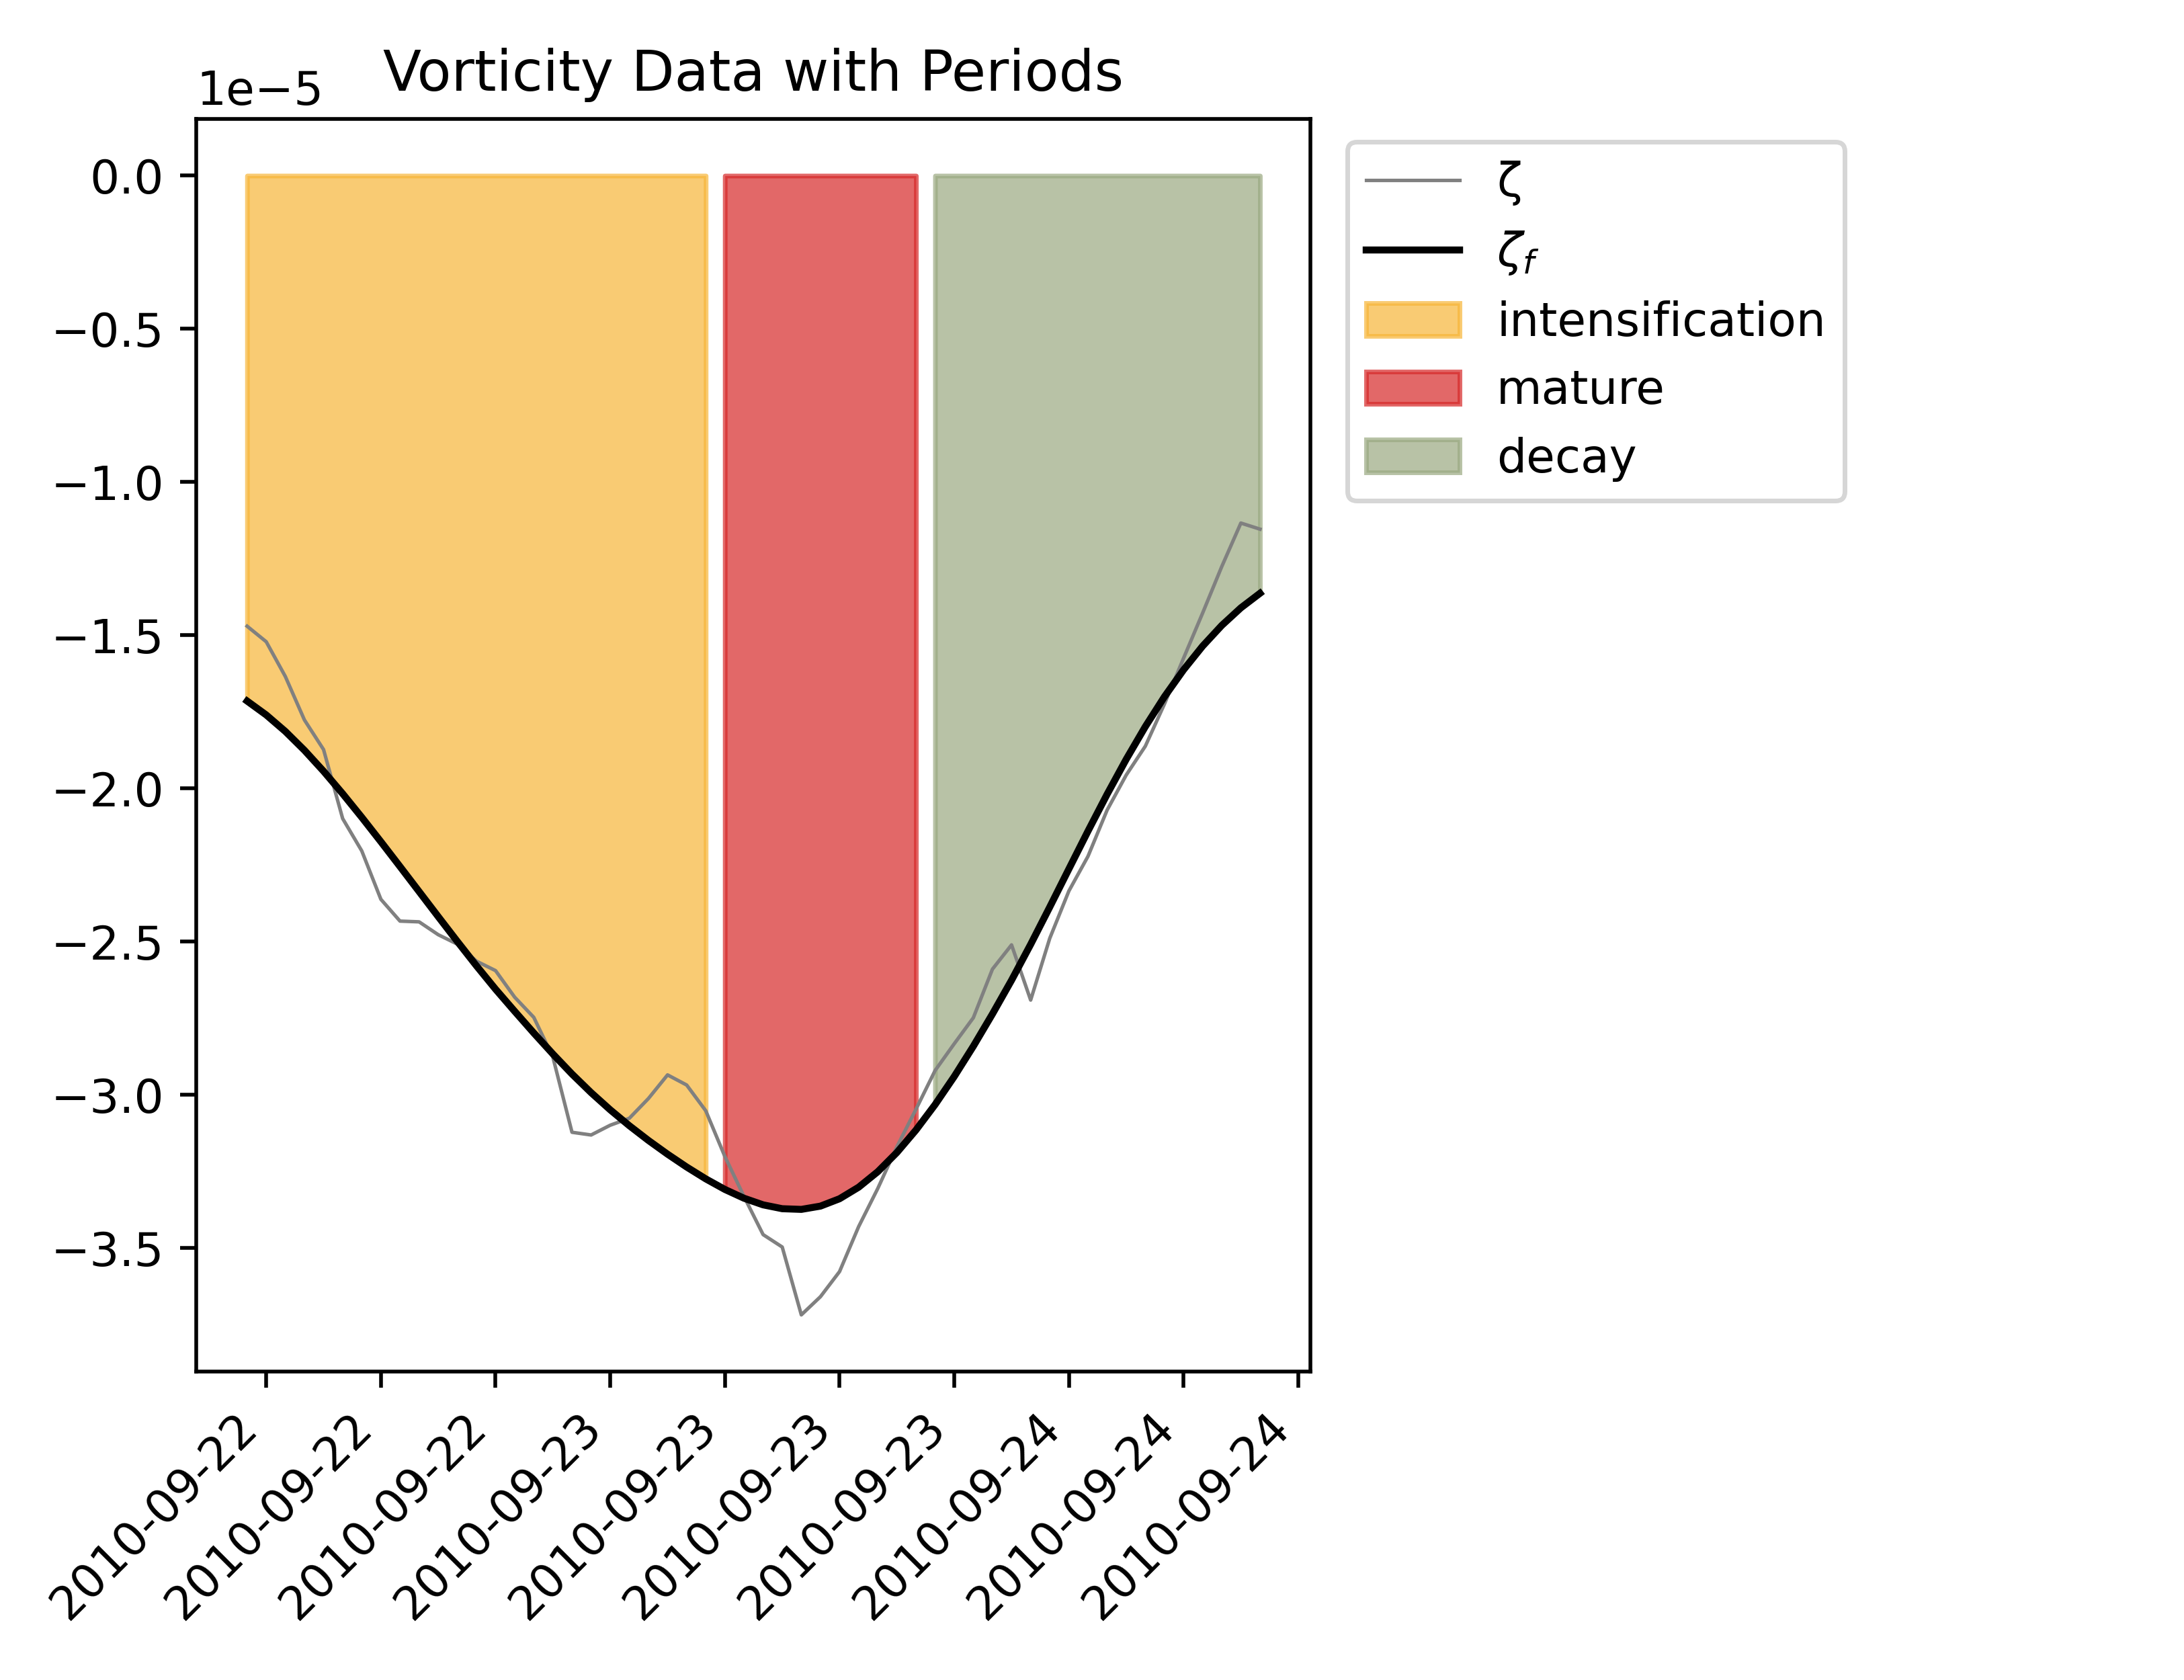 Vorticity Data with Periods
1e−5
0.0
−0.5
−1.0
−1.5
−2.0
−2.5
−3.0
−3.5
2010-09-22
2010-09-22
2010-09-22
2010-09-23
2010-09-23
2010-09-23
2010-09-23
2010-09-24
2010-09-24
2010-09-24
ζ
ζf
intensification
mature
decay